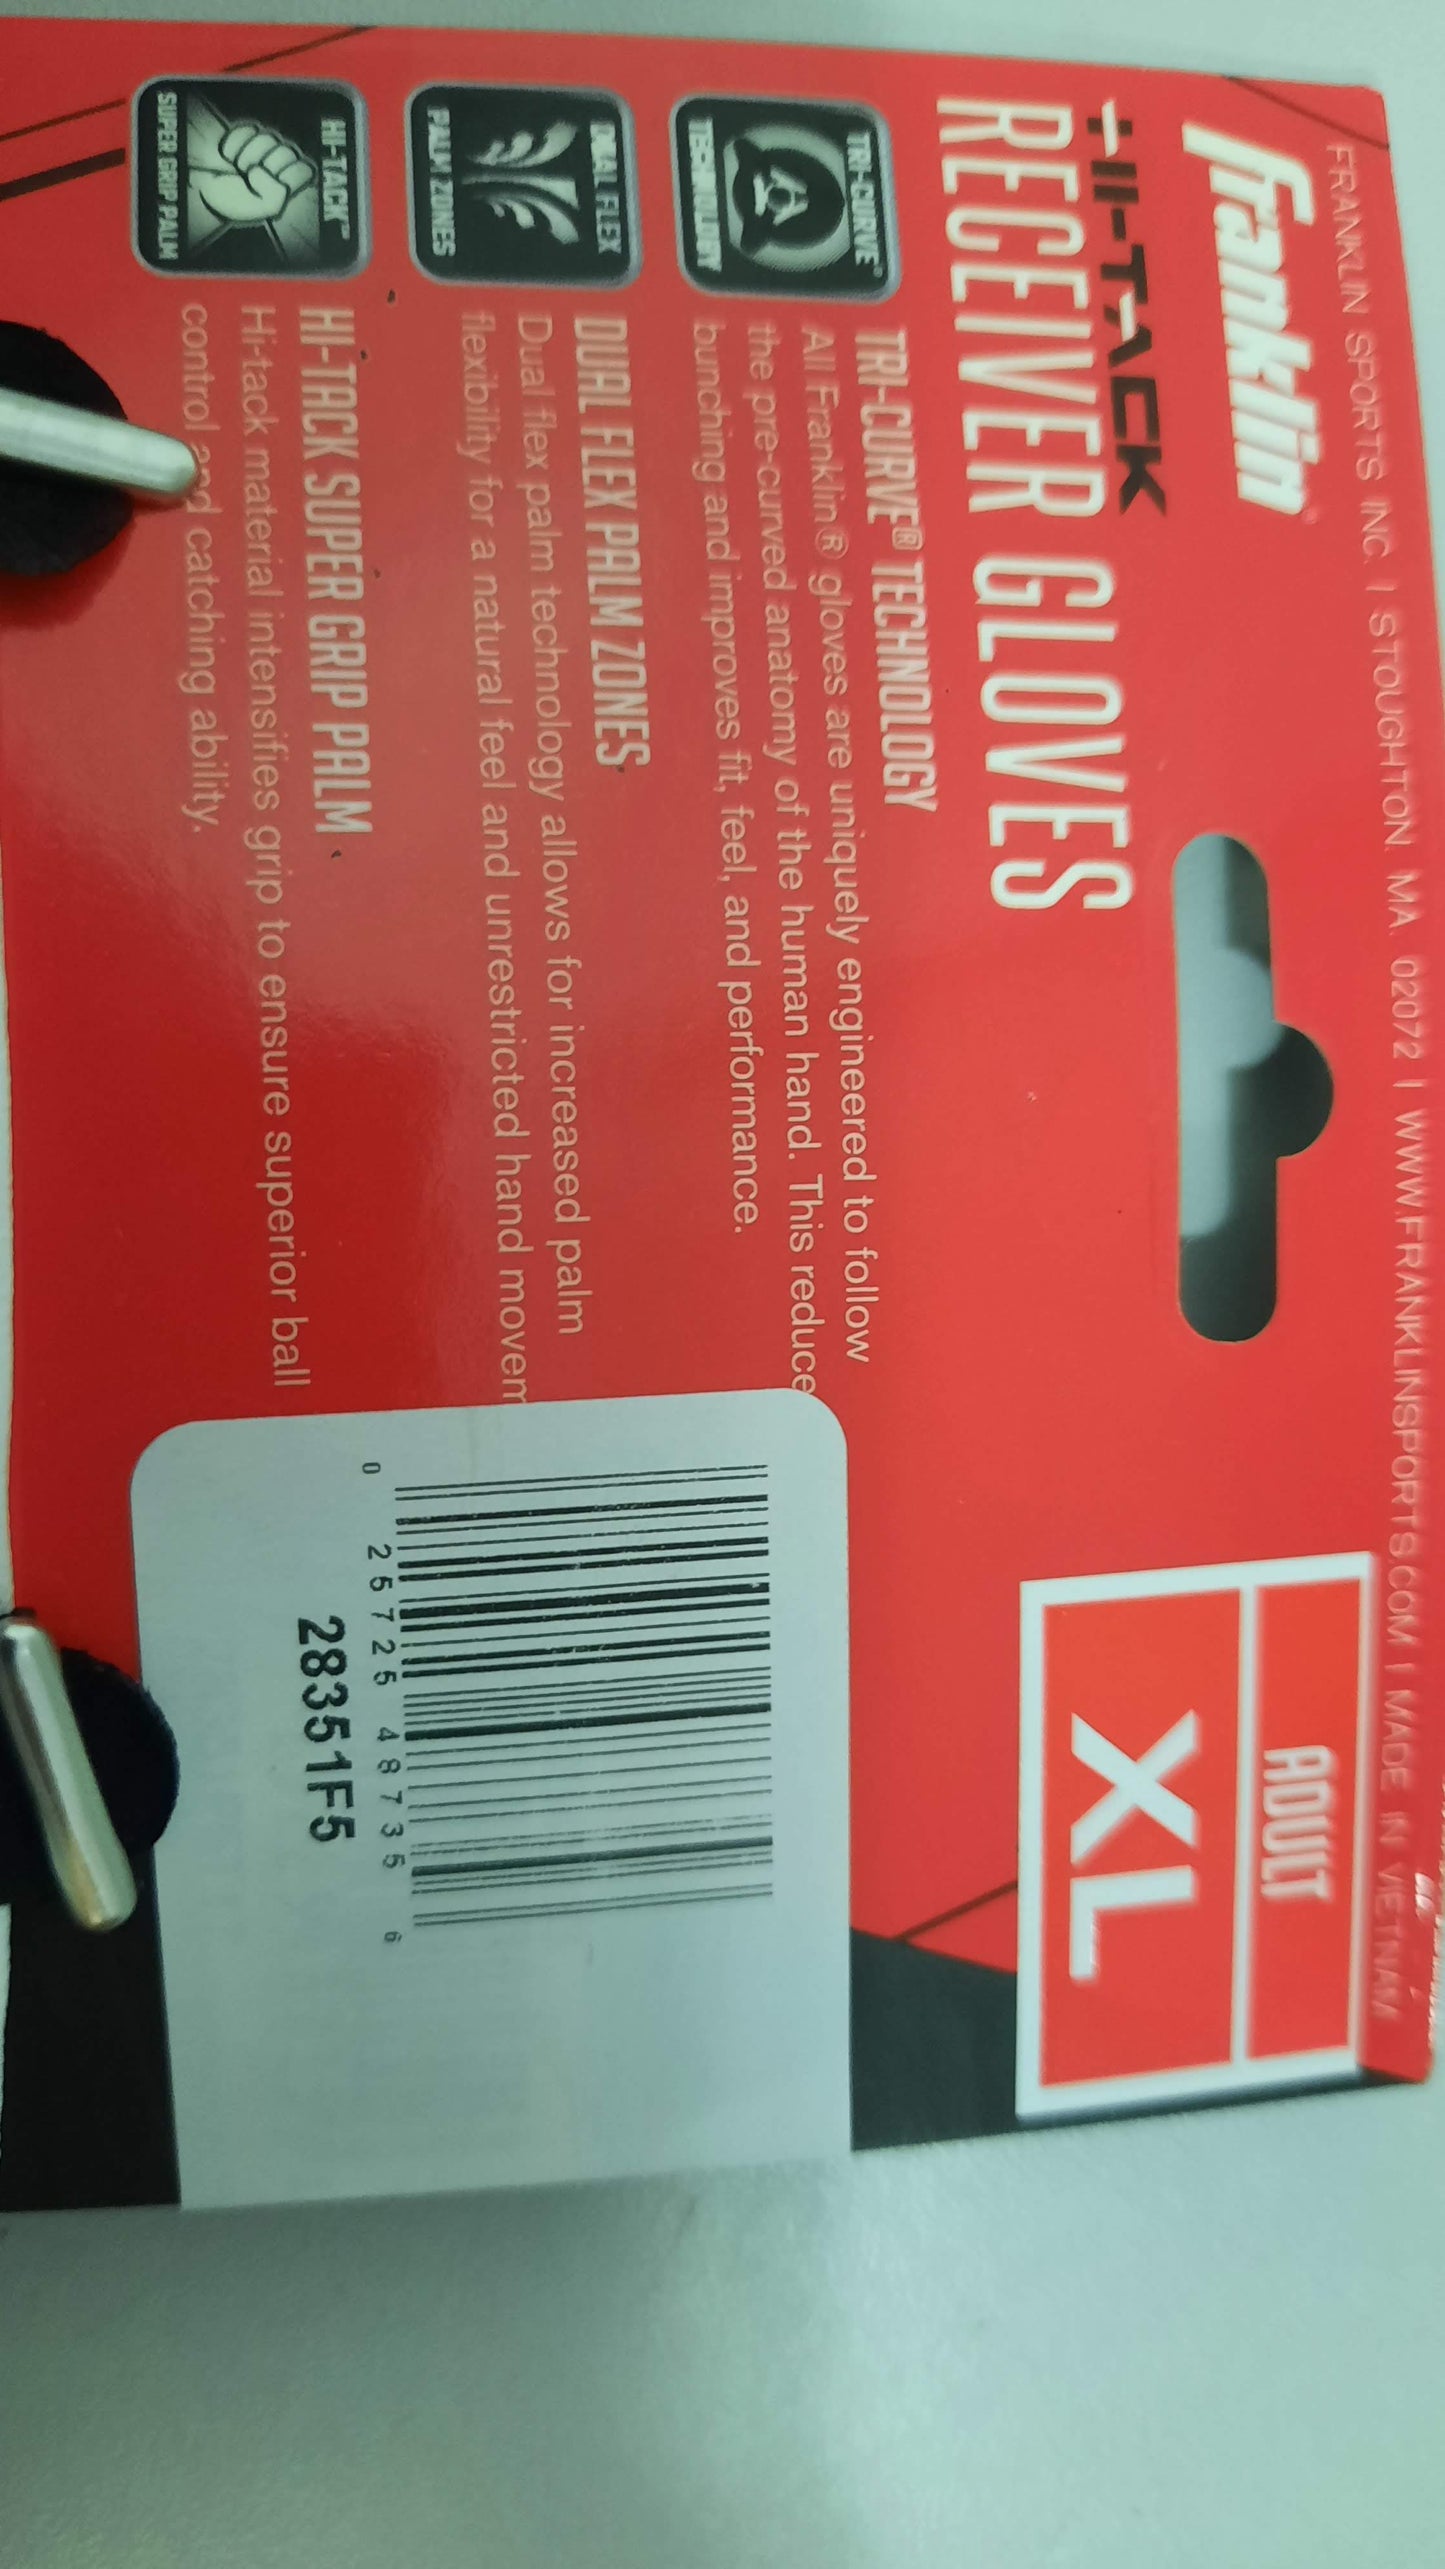 FRANKLIN SPORTS INC. | STOUGHTON. MA. 02072 | WWW.FRANKLINSPORTS.COM | MADE IN VIETNAM
Franklin®
HI-TACK
RECEIVER GLOVES
ADULT
XL
TRI-CURVE®
TECHNOLOGY
TRI-CURVE® TECHNOLOGY
All Franklin® gloves are uniquely engineered to follow
the pre-curved anatomy of the human hand. This reduce
bunching and improves fit, feel, and performance.
DUAL FLEX
PALM ZONES
DUAL FLEX PALM ZONES
Dual flex palm technology allows for increased palm
flexibility for a natural feel and unrestricted hand movem
HI-TACK™
SUPER GRIP PALM
HI-TACK SUPER GRIP PALM
Hi-tack material intensifies grip to ensure superior ball
control and catching ability.
0 25725 48735 6
28351F5